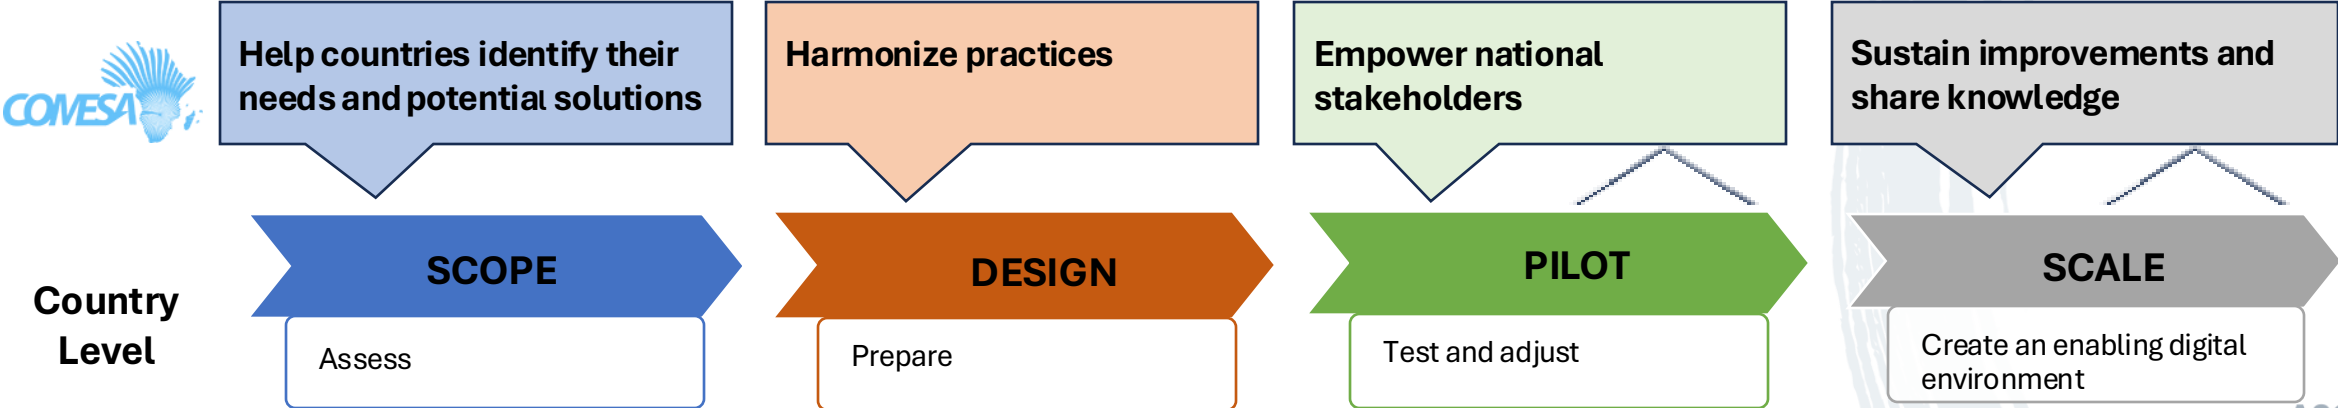 COMESA
Help countries identify their
needs and potential solutions
Harmonize practices
Empower national
stakeholders
Sustain improvements and
share knowledge
Country
Level
SCOPE
DESIGN
PILOT
SCALE
Assess
Prepare
Test and adjust
Create an enabling digital
environment